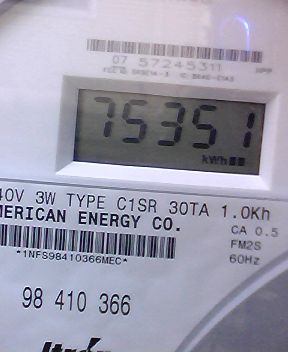 07 57245311
75351
kWh
40V 3W TYPE C1SR 30TA 1.0Kh
MERICAN ENERGY CO.
CA 0.5
FM2S
*1NFS98410366MEC*
60Hz
98 410 366
Itrón